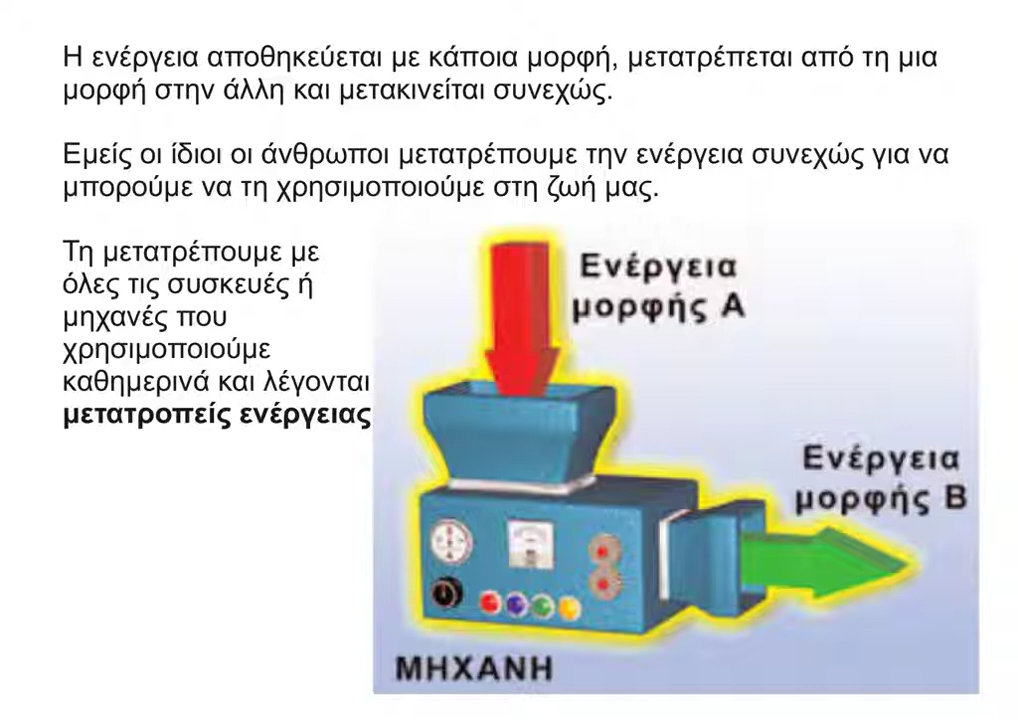 Η ενέργεια αποθηκεύεται με κάποια μορφή, μετατρέπεται από τη μια
μορφή στην άλλη και μετακινείται συνεχώς.
Εμείς οι ίδιοι οι άνθρωποι μετατρέπουμε την ενέργεια συνεχώς για να
μπορούμε να τη χρησιμοποιούμε στη ζωή μας.
Τη μετατρέπουμε με
όλες τις συσκευές ή
μηχανές που
χρησιμοποιούμε
καθημερινά και λέγονται
μετατροπείς ενέργειας
Ενέργεια
μορφής Α
Ενέργεια
μορφής Β
ΜΗΧΑΝΗ